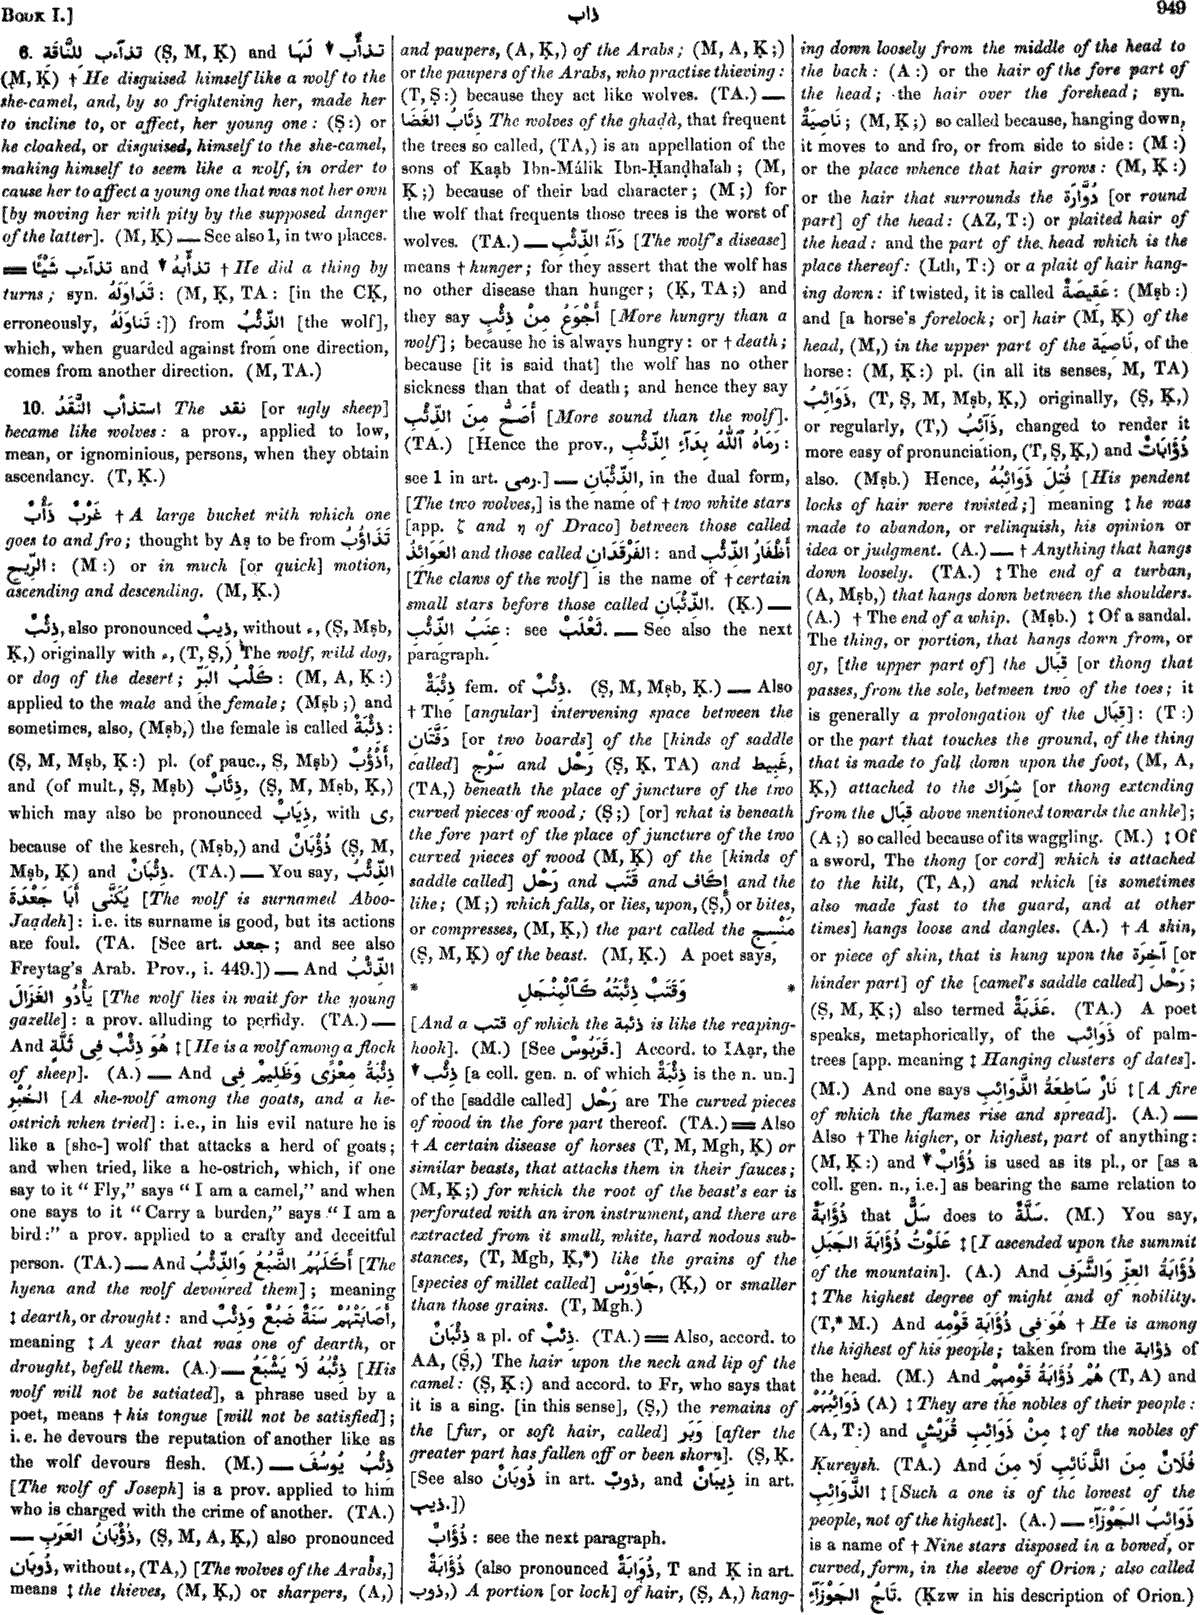 BOOK I.]
ذاب
949
6. تذآءب لِلنَّاقَةِ (Ṣ, M, Ḳ) and تذأّب لَهَا
(M, Ḳ) † He disguised himself like a wolf to the
she-camel, and, by so frightening her, made her
to incline to, or affect, her young one : (Ṣ:) or
he cloaked, or disguised, himself to the she-camel,
making himself to seem like a wolf, in order to
cause her to affect a young one that was not her own
[by moving her with pity by the supposed danger
of the latter]. (M, Ḳ) — See also 1, in two places.
═ تذآءب شَيْئًا and تذأّبهُ † He did a thing by
turns ; syn. تَدَاوَلَهُ : (M, Ḳ, TA : [in the CḲ,
erroneously, تَنَاوَلَهُ :]) from الذِّئْبُ [the wolf],
which, when guarded against from one direction,
comes from another direction. (M, TA.)
10. استذأب النَّقَدُ The نقد [or ugly sheep]
became like wolves : a prov., applied to low,
mean, or ignominious, persons, when they obtain
ascendancy. (T, Ḳ.)
غَرْبٌ ذَأْبٌ † A large bucket with which one
goes to and fro ; thought by Aṣ to be from تَذَاؤُبُ
الرِّيحِ : (M :) or in much [or quick] motion,
ascending and descending. (M, Ḳ.)
ذِئْبٌ, also pronounced ذِيبٌ, without ء, (Ṣ, Mṣb,
Ḳ,) originally with ء, (T, Ṣ,) The wolf, wild dog,
or dog of the desert ; كَلْبُ البَرِّ : (M, A, Ḳ :)
applied to the male and the female ; (Mṣb ;) and
sometimes, also, (Mṣb,) the female is called ذِئْبَةٌ :
(Ṣ, M, Mṣb, Ḳ :) pl. (of pauc., Ṣ, Mṣb) أَذْؤُبٌ
and (of mult., Ṣ, Mṣb) ذِئَابٌ, (Ṣ, M, Mṣb, Ḳ,)
which may also be pronounced ذِيَابٌ, with ى,
because of the kesreh, (Mṣb,) and ذُؤْبَانٌ (Ṣ, M,
Mṣb, Ḳ) and ذِئْبَانٌ. (TA.) — You say, الذِّئْبُ
يُكَنَّى أَبَا جَعْدَةَ [The wolf is surnamed Aboo-
Jaạdeh] : i. e. its surname is good, but its actions
are foul. (TA. [See art. جعد ; and see also
Freytag's Arab. Prov., i. 449.]) — And الذِّئْبُ
يَأْدُو الغَزَالَ [The wolf lies in wait for the young
gazelle] : a prov. alluding to perfidy. (TA.) —
And هُوَ ذِئْبٌ فِى ثَلَّةٍ ‡ [He is a wolf among a flock
of sheep]. (A.) — And ذِئْبَةُ مِعْزًى وَظَلِيمٌ فِى
الخُبْرِ [A she-wolf among the goats, and a he-
ostrich when tried] : i. e., in his evil nature he is
like a [she-] wolf that attacks a herd of goats ;
and when tried, like a he-ostrich, which, if one
say to it “ Fly,” says “ I am a camel,” and when
one says to it “ Carry a burden,” says “ I am a
bird :” a prov. applied to a crafty and deceitful
person. (TA.) — And أَكَلَهُمُ الضَّبُعُ وَالذِّئْبُ [The
hyena and the wolf devoured them] ; meaning
‡ dearth, or drought : and أَصَابَتْهُمْ سَنَةٌ ضَبُعٌ وَذِئْبٌ,
meaning ‡ A year that was one of dearth, or
drought, befell them. (A.) — ذِئْبُهُ لَا يَشْبَعُ [His
wolf will not be satiated], a phrase used by a
poet, means † his tongue [will not be satisfied] ;
i. e. he devours the reputation of another like as
the wolf devours flesh. (M.) — ذِئْبُ يُوسُفَ
[The wolf of Joseph] is a prov. applied to him
who is charged with the crime of another. (TA.)
— ذُؤْبَانُ العَرَبِ, (Ṣ, M, A, Ḳ,) also pronounced
ذُوبَان, without ء, (TA,) [The wolves of the Arabs,]
means ‡ the thieves, (M, Ḳ,) or sharpers, (A,)
and paupers, (A, Ḳ,) of the Arabs ; (M, A, Ḳ ;)
or the paupers of the Arabs, who practise thieving :
(T, Ṣ :) because they act like wolves. (TA.) —
ذِئَابُ الغَضَا The wolves of the ghaḍà, that frequent
the trees so called, (TA,) is an appellation of the
sons of Kaạb Ibn-Málik Ibn-Ḥanḍhalah ; (M,
Ḳ ;) because of their bad character ; (M ;) for
the wolf that frequents those trees is the worst of
wolves. (TA.) — دَآءُ الذِّئْبِ [The wolf's disease]
means † hunger ; for they assert that the wolf has
no other disease than hunger ; (Ḳ, TA ;) and
they say أَجْوَعُ مِنْ ذِئْبٍ [More hungry than a
wolf] ; because he is always hungry : or † death ;
because [it is said that] the wolf has no other
sickness than that of death ; and hence they say
أَصَحُّ مِنَ الذِّئْبِ [More sound than the wolf].
(TA.) [Hence the prov., رَمَاهُ ٱللّٰهُ بِدَآءِ الذِّئْبِ :
see 1 in art. رمى.] — الذِّئْبَانِ, in the dual form,
[The two wolves,] is the name of † two white stars
[app. ζ and η of Draco] between those called
العَوَائِذ and those called الفَرْقَدَانِ : and أَظْفَارُ الذِّئْبِ
[The claws of the wolf] is the name of † certain
small stars before those called الذِّئْبَانِ. (Ḳ.) —
عِنَبُ الذِّئْبِ : see ثَعْلَبٌ. — See also the next
paragraph.
ذِئْبَةٌ fem. of ذِئْبٌ. (Ṣ, M, Mṣb, Ḳ.) — Also
† The [angular] intervening space between the
دَفَّتَانِ [or two boards] of the [kinds of saddle
called] سَرْج and رَحْل (Ṣ, Ḳ, TA) and غَبِيط,
(TA,) beneath the place of juncture of the two
curved pieces of wood ; (Ṣ ;) [or] what is beneath
the fore part of the place of juncture of the two
curved pieces of wood (M, Ḳ) of the [kinds of
saddle called] رَحْل and قَتَب and إِكَاف and the
like ; (M ;) which falls, or lies, upon, (Ṣ,) or bites,
or compresses, (M, Ḳ,) the part called the مَنْسِج
(Ṣ, M, Ḳ) of the beast. (M, Ḳ.) A poet says,
* وَقَتَبٌ ذِئْبَتُهُ كَٱلْمِنْجَلِ *
[And a قتب of which the ذئبة is like the reaping-
hook]. (M.) [See قَرَبُوسٌ.] Accord. to IAạr, the
ذِئْب [a coll. gen. n. of which ذِئْبَةٌ is the n. un.]
of the [saddle called] رَحْل are The curved pieces
of wood in the fore part thereof. (TA.) ═ Also
† A certain disease of horses (T, M, Mgh, Ḳ) or
similar beasts, that attacks them in their fauces ;
(M, Ḳ ;) for which the root of the beast's ear is
perforated with an iron instrument, and there are
extracted from it small, white, hard nodous sub-
stances, (T, Mgh, Ḳ,*) like the grains of the
[species of millet called] جَاوَرْس, (Ḳ,) or smaller
than those grains. (T, Mgh.)
ذِئْبَانٌ a pl. of ذِئْبٌ. (TA.) ═ Also, accord. to
AA, (Ṣ,) The hair upon the neck and lip of the
camel : (Ṣ, Ḳ :) and accord. to Fr, who says that
it is a sing. [in this sense], (Ṣ,) the remains of
the [fur, or soft hair, called] وَبَر [after the
greater part has fallen off or been shorn]. (Ṣ, Ḳ.
[See also ذُوبَانٌ in art. ذوب, and ذِيبَانٌ in art.
ذيب.])
ذُؤَابٌ : see the next paragraph.
ذُؤَابَةٌ (also pronounced ذُوَابَةٌ, T and Ḳ in art.
ذوب,) A portion [or lock] of hair, (Ṣ, A,) hang-
ing down loosely from the middle of the head to
the back : (A :) or the hair of the fore part of
the head ; the hair over the forehead ; syn.
نَاصِيَةٌ ; (M, Ḳ ;) so called because, hanging down,
it moves to and fro, or from side to side : (M :)
or the place whence that hair grows : (M, Ḳ :)
or the hair that surrounds the دُوَّارَة [or round
part] of the head : (AZ, T :) or plaited hair of
the head : and the part of the head which is the
place thereof : (Lth, T :) or a plait of hair hang-
ing down : if twisted, it is called عَقِيصَةٌ : (Mṣb :)
and [a horse's forelock ; or] hair (M, Ḳ) of the
head, (M,) in the upper part of the نَاصِيَة, of the
horse : (M, Ḳ :) pl. (in all its senses, M, TA)
ذَوَائِبُ, (T, Ṣ, M, Mṣb, Ḳ,) originally, (Ṣ, Ḳ,)
or regularly, (T,) ذَآئِبُ, changed to render it
more easy of pronunciation, (T, Ṣ, Ḳ,) and ذُؤَابَاتٌ
also. (Mṣb.) Hence, فُتِلَ ذَوَائِبُهُ [His pendent
locks of hair were twisted ;] meaning ‡ he was
made to abandon, or relinquish, his opinion or
idea or judgment. (A.) — † Anything that hangs
down loosely. (TA.) ‡ The end of a turban,
(A, Mṣb,) that hangs down between the shoulders.
(A.) † The end of a whip. (Mṣb.) ‡ Of a sandal.
The thing, or portion, that hangs down from, or
of, [the upper part of] the قِبَال [or thong that
passes, from the sole, between two of the toes ; it
is generally a prolongation of the قبال] : (T :)
or the part that touches the ground, of the thing
that is made to fall down upon the foot, (M, A,
Ḳ,) attached to the شِرَاك [or thong extending
from the قبال above mentioned towards the ankle] ;
(A ;) so called because of its waggling. (M.) ‡ Of
a sword, The thong [or cord] which is attached
to the hilt, (T, A,) and which [is sometimes
also made fast to the guard, and at other
times] hangs loose and dangles. (A.) † A skin,
or piece of skin, that is hung upon the آخِرَة [or
hinder part] of the [camel's saddle called] رَحْل ;
(Ṣ, M, Ḳ ;) also termed عَذَبَةٌ. (TA.) A poet
speaks, metaphorically, of the ذَوَائِب of palm-
trees [app. meaning ‡ Hanging clusters of dates].
(M.) And one says نَارٌ سَاطِعَةُ الذَّوَائِبِ ‡ [A fire
of which the flames rise and spread]. (A.) —
Also † The higher, or highest, part of anything :
(M, Ḳ :) and ذُؤَابٌ is used as its pl., or [as a
coll. gen. n., i.e.] as bearing the same relation to
ذُؤَابَةٌ that سَلٌّ does to سَلَّةٌ. (M.) You say,
عَلَوْتُ ذُؤَابَةَ الجَبَلِ ‡ [I ascended upon the summit
of the mountain]. (A.) And ذُؤَابَةُ العِزِّ وَالشَّرَفِ
‡ The highest degree of might and of nobility.
(T,* M.) And هُوَ فِى ذُؤَابَةِ قَوْمِهِ † He is among
the highest of his people ; taken from the ذؤابة of
the head. (M.) And هُمْ ذُؤَابَةُ قَوْمِهِمْ (T, A) and
ذَوَائِبُهُمْ (A) ‡ They are the nobles of their people :
(A, T :) and مِنْ ذَوَائِبِ قُرَيْشٍ ‡ of the nobles of
Ḳureysh. (TA.) And فُلَانٌ مِنَ الذَّنَائِبِ لَا مِنَ
الذَّوَائِبِ ‡ [Such a one is of the lowest of the
people, not of the highest]. (A.) — ذَوَائِبُ الجَوْزَآءِ
is a name of † Nine stars disposed in a bowed, or
curved, form, in the sleeve of Orion ; also called
تَاجُ الجَوْزَآءِ. (Ḳzw in his description of Orion.)